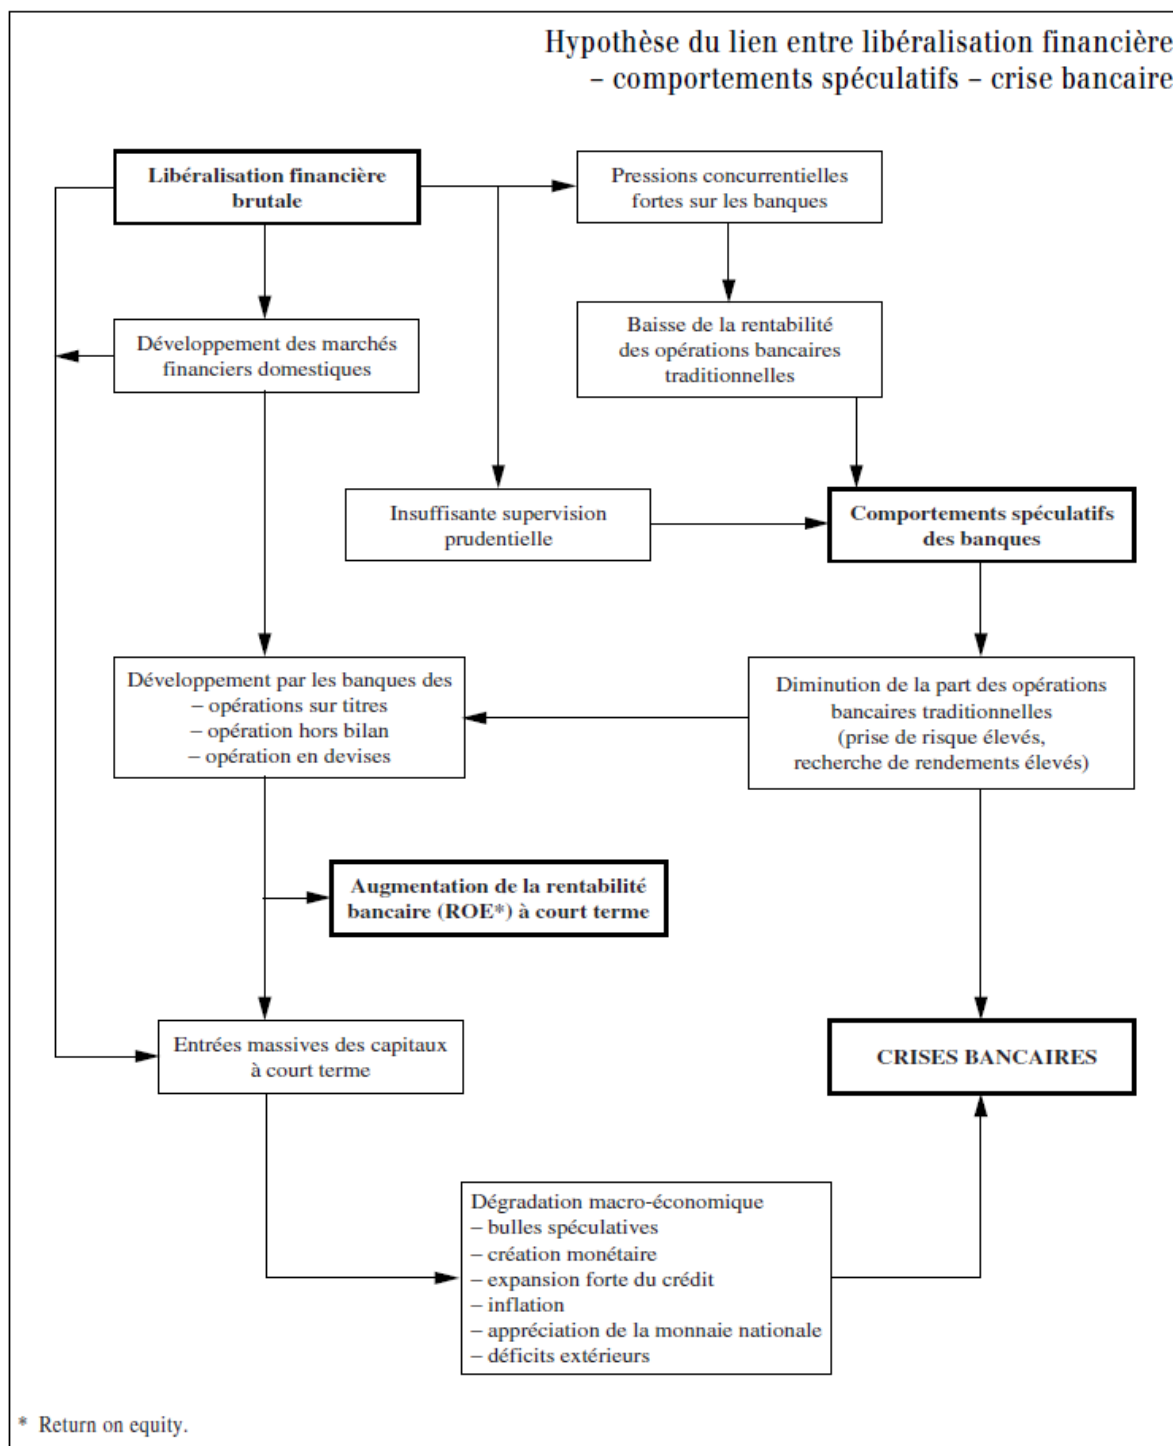 Hypothèse du lien entre libéralisation financière
– comportements spéculatifs – crise bancaire
Libéralisation financière
brutale
Pressions concurrentielles
fortes sur les banques
Développement des marchés
financiers domestiques
Baisse de la rentabilité
des opérations bancaires
traditionnelles
Insuffisante supervision
prudentielle
Comportements spéculatifs
des banques
Développement par les banques des
– opérations sur titres
– opération hors bilan
– opération en devises
Diminution de la part des opérations
bancaires traditionnelles
(prise de risque élevés,
recherche de rendements élevés)
Augmentation de la rentabilité
bancaire (ROE*) à court terme
Entrées massives des capitaux
à court terme
CRISES BANCAIRES
Dégradation macro-économique
– bulles spéculatives
– création monétaire
– expansion forte du crédit
– inflation
– appréciation de la monnaie nationale
– déficits extérieurs
* Return on equity.